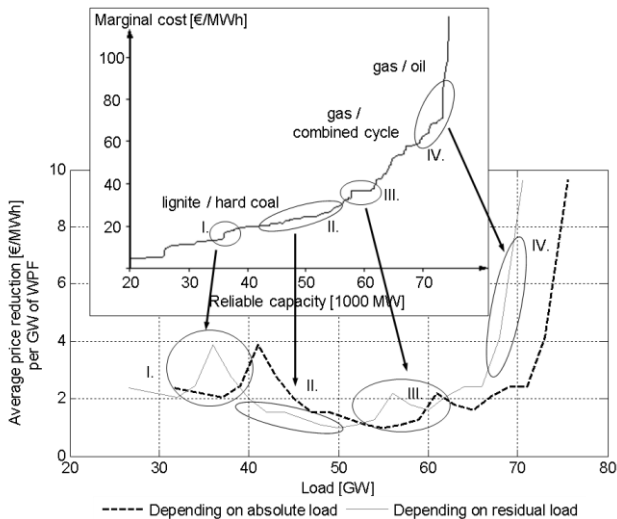 Marginal cost [€/MWh]
100
80
60
40
20
gas / oil
gas /
combined cycle
IV.
lignite / hard coal
I.
II.
III.
20 30 40 50 60 70
Reliable capacity [1000 MW]
Average price reduction [€/MWh]
per GW of WPF
10
8
6
4
2
0
I.
II.
III.
IV.
20 30 40 50 60 70 80
Load [GW]
Depending on absolute load
Depending on residual load